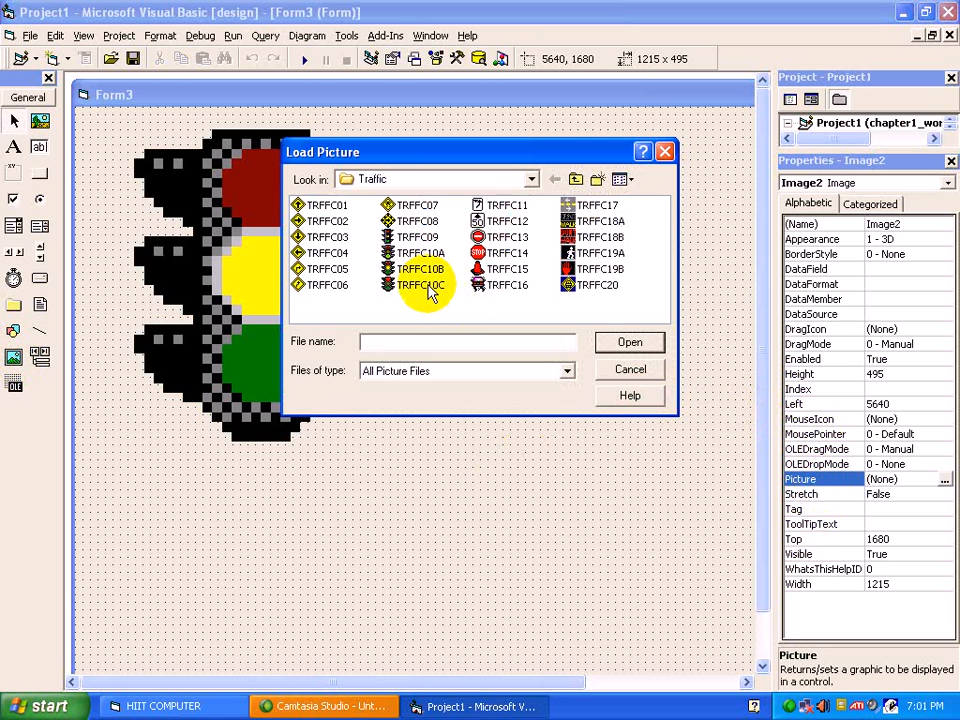 Project1 - Microsoft Visual Basic [design] - [Form3 (Form)]
File Edit View Project Format Debug Run Query Diagram Tools Add-Ins Window Help
5640, 1680 1215 x 495
General
A
ab|
XY
OLE
Form3
Load Picture
Look in: Traffic
TRFFC01 TRFFC07 TRFFC11 TRFFC17
TRFFC02 TRFFC08 TRFFC12 TRFFC18A
TRFFC03 TRFFC09 TRFFC13 TRFFC18B
TRFFC04 TRFFC10A TRFFC14 TRFFC19A
TRFFC05 TRFFC10B TRFFC15 TRFFC19B
TRFFC06 TRFFC10C TRFFC16 TRFFC20
File name: Open
Files of type: All Picture Files Cancel
Help
Project - Project1
Project1 (chapter1_wor
Properties - Image2
Image2 Image
Alphabetic Categorized
(Name) Image2
Appearance 1 - 3D
BorderStyle 0 - None
DataField
DataFormat
DataMember
DataSource
DragIcon (None)
DragMode 0 - Manual
Enabled True
Height 495
Index
Left 5640
MouseIcon (None)
MousePointer 0 - Default
OLEDragMode 0 - Manual
OLEDropMode 0 - None
Picture (None) ...
Stretch False
Tag
ToolTipText
Top 1680
Visible True
WhatsThisHelpID 0
Width 1215
Picture
Returns/sets a graphic to be displayed
in a control.
start HIIT COMPUTER Camtasia Studio - Unt... Project1 - Microsoft V... 7:01 PM